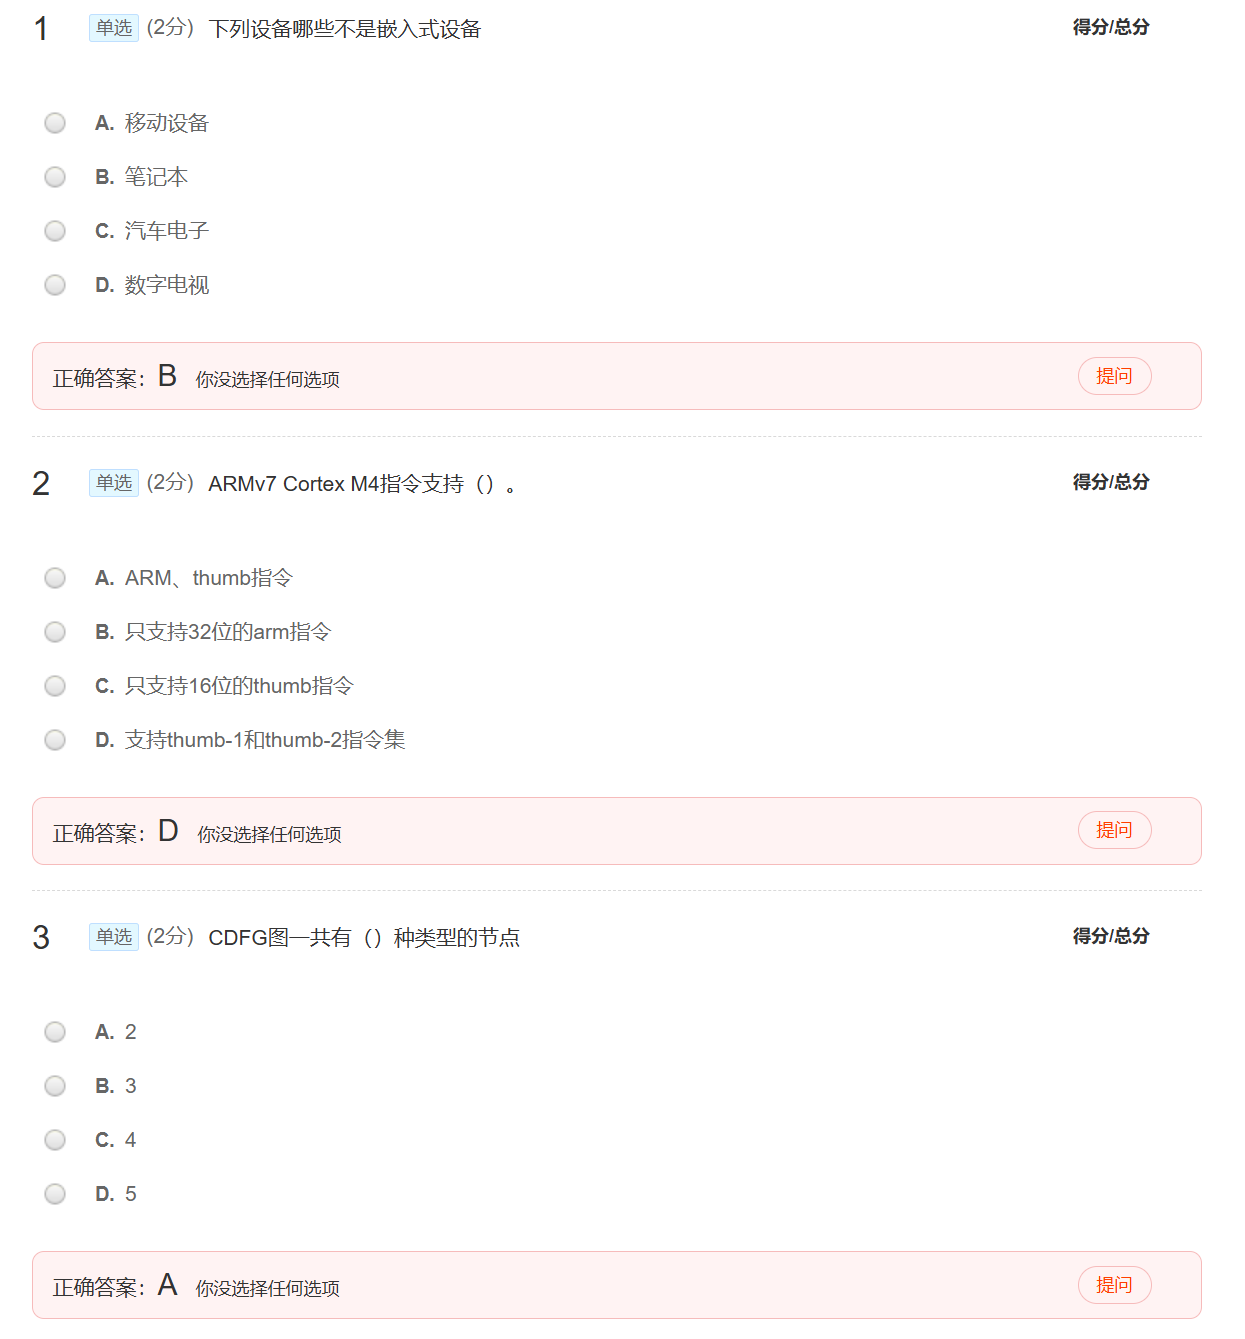 1 单选 (2分) 下列设备哪些不是嵌入式设备 得分/总分
A. 移动设备
B. 笔记本
C. 汽车电子
D. 数字电视
正确答案：B 你没选择任何选项 提问
2 单选 (2分) ARMv7 Cortex M4指令支持（）。 得分/总分
A. ARM、thumb指令
B. 只支持32位的arm指令
C. 只支持16位的thumb指令
D. 支持thumb-1和thumb-2指令集
正确答案：D 你没选择任何选项 提问
3 单选 (2分) CDFG图一共有（）种类型的节点 得分/总分
A. 2
B. 3
C. 4
D. 5
正确答案：A 你没选择任何选项 提问